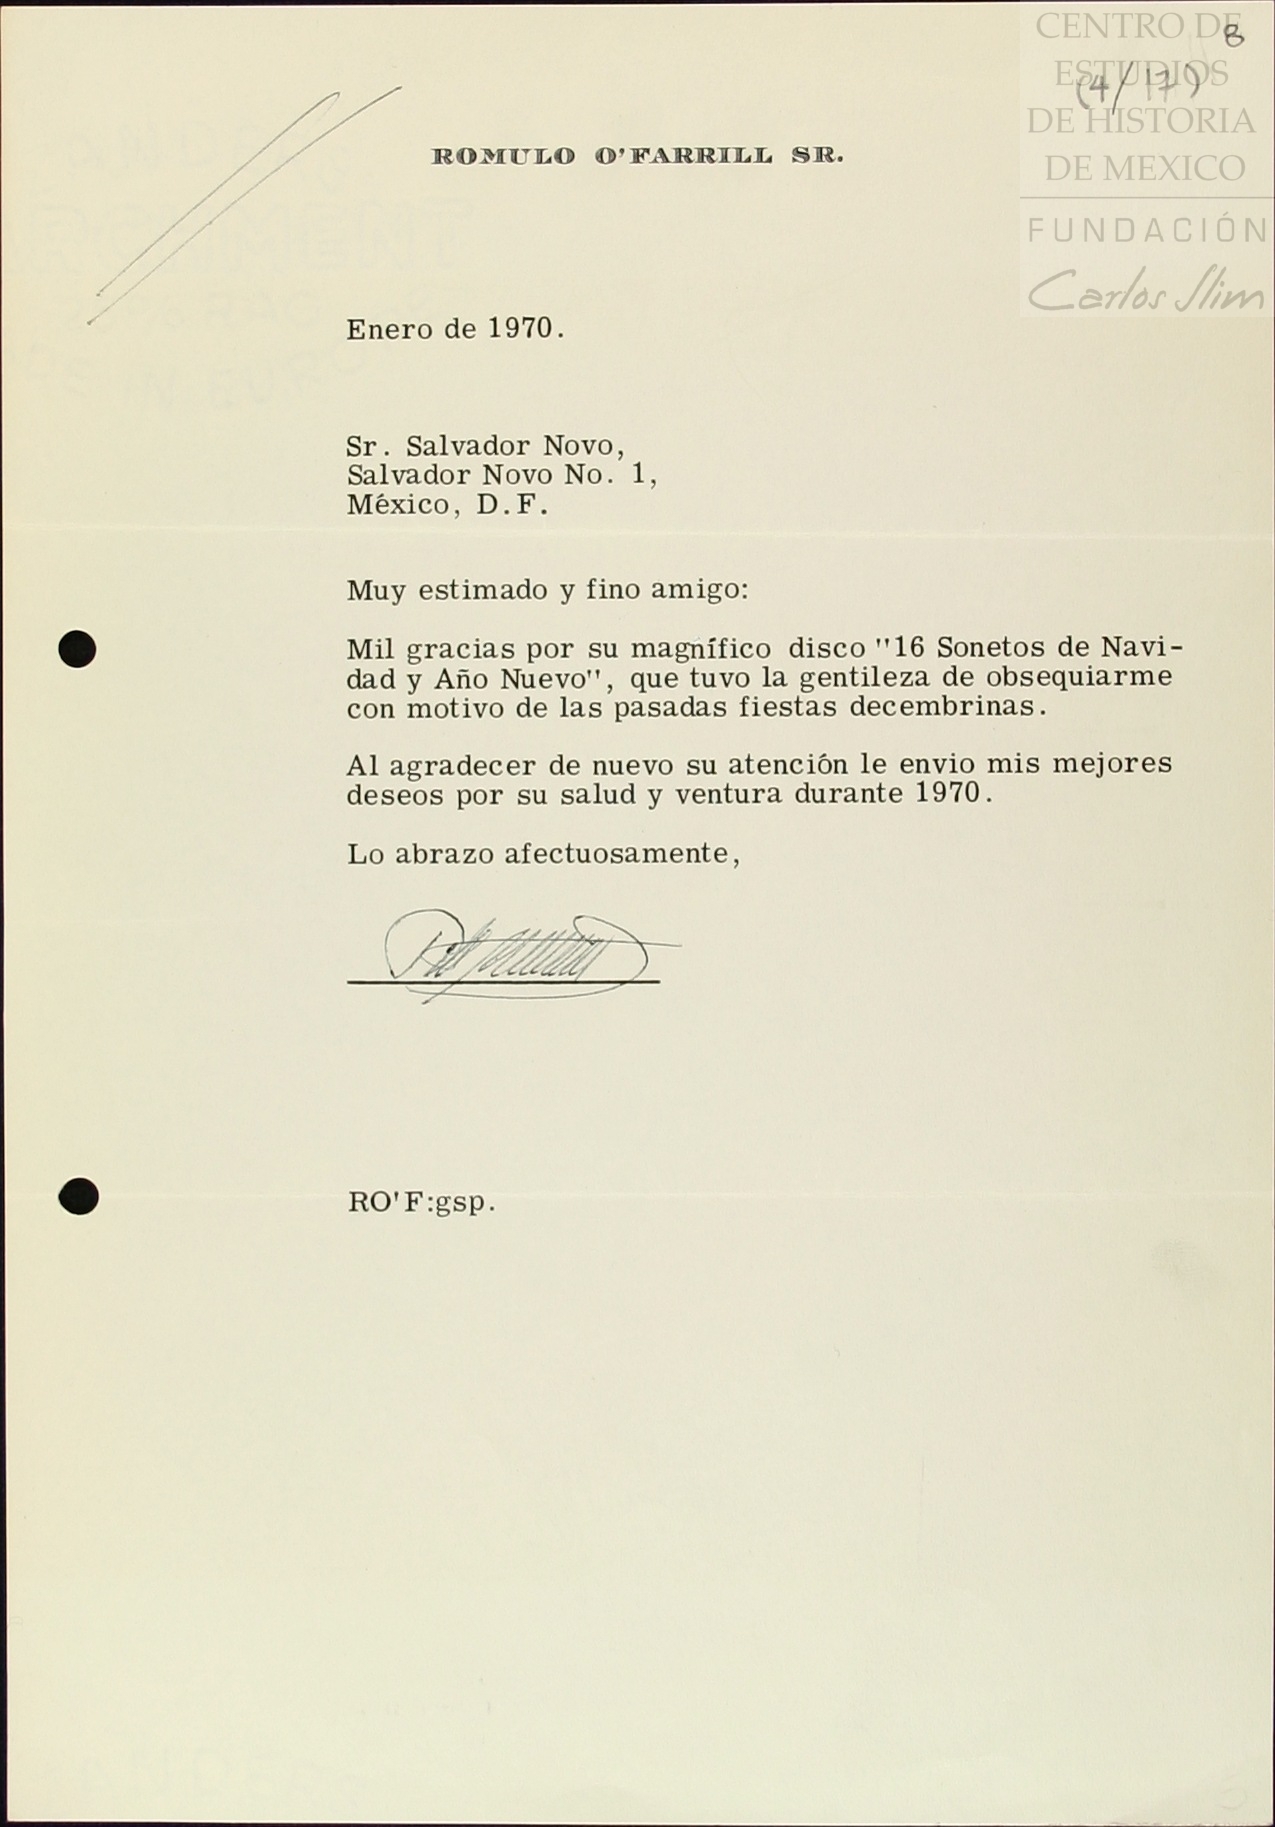 CENTRO DE
ESTUDIOS
DE HISTORIA
DE MEXICO
FUNDACIÓN
Carlos Slim
8
(4/17)
ROMULO O'FARRILL SR.
Enero de 1970.
Sr. Salvador Novo,
Salvador Novo No. 1,
México, D.F.
Muy estimado y fino amigo:
Mil gracias por su magnífico disco "16 Sonetos de Navi-
dad y Año Nuevo", que tuvo la gentileza de obsequiarme
con motivo de las pasadas fiestas decembrinas.
Al agradecer de nuevo su atención le envio mis mejores
deseos por su salud y ventura durante 1970.
Lo abrazo afectuosamente,
RO'F:gsp.